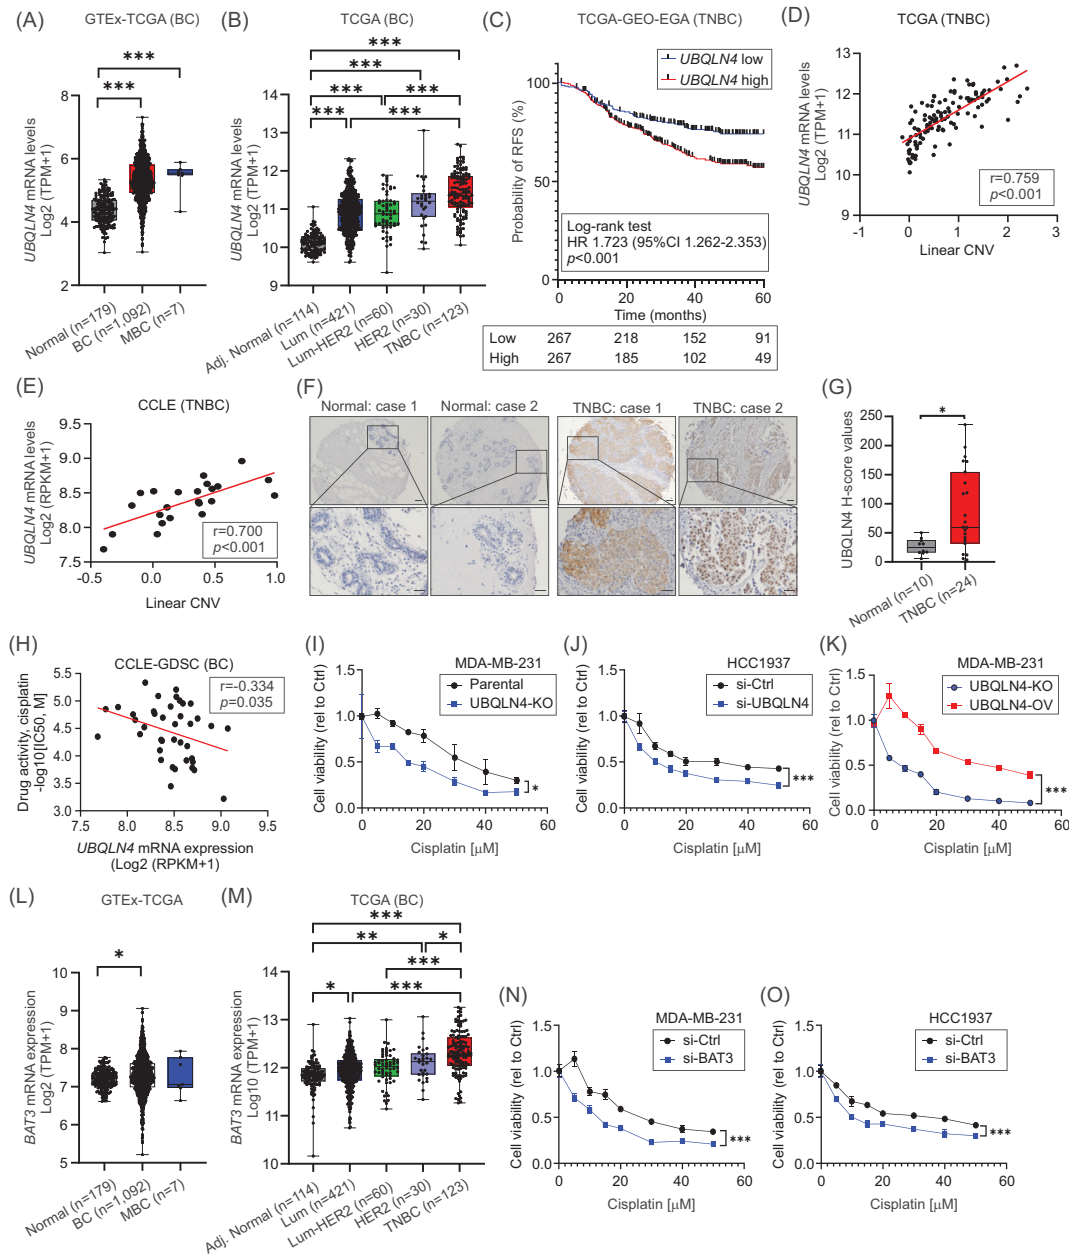 (A)
GTEx-TCGA (BC)
UBQLN4 mRNA levels
Log2 (TPM+1)
8
6
4
2
***
***
Normal (n=179)
BC (n=1,092)
MBC (n=7)
(B)
TCGA (BC)
UBQLN4 mRNA levels
Log2 (TPM+1)
14
13
12
11
10
9
***
***
*** ***
*** ***
Adj. Normal (n=114)
Lum (n=421)
Lum-HER2 (n=60)
HER2 (n=30)
TNBC (n=123)
(C)
TCGA-GEO-EGA (TNBC)
UBQLN4 low
UBQLN4 high
Probability of RFS (%)
100
50
0
Log-rank test
HR 1.723 (95%CI 1.262-2.353)
p<0.001
0 20 40 60
Time (months)
Low 267 218 152 91
High 267 185 102 49
(D)
TCGA (TNBC)
UBQLN4 mRNA levels
Log2 (TPM+1)
13
12
11
10
9
r=0.759
p<0.001
-1 0 1 2 3
Linear CNV
(E)
CCLE (TNBC)
UBQLN4 mRNA levels
Log2 (RPKM+1)
9.5
9.0
8.5
8.0
7.5
r=0.700
p<0.001
-0.5 0.0 0.5 1.0
Linear CNV
(F)
Normal: case 1 Normal: case 2 TNBC: case 1 TNBC: case 2
(G)
UBQLN4 H-score values
250
200
150
100
50
0
*
Normal (n=10)
TNBC (n=24)
(H)
CCLE-GDSC (BC)
Drug activity, cisplatin
-log10[IC50, M]
5.5
5.0
4.5
4.0
3.5
3.0
r=-0.334
p=0.035
7.5 8.0 8.5 9.0 9.5
UBQLN4 mRNA expression
(Log2 (RPKM+1)
(I)
MDA-MB-231
Parental
UBQLN4-KO
Cell viability (rel to Ctrl)
1.5
1.0
0.5
0.0
*
0 20 40 60
Cisplatin [µM]
(J)
HCC1937
si-Ctrl
si-UBQLN4
Cell viability (rel to Ctrl)
1.5
1.0
0.5
0.0
***
0 20 40 60
Cisplatin [µM]
(K)
MDA-MB-231
UBQLN4-KO
UBQLN4-OV
Cell viability (rel to Ctrl)
1.5
1.0
0.5
0.0
***
0 20 40 60
Cisplatin [µM]
(L)
GTEx-TCGA
BAT3 mRNA expression
Log2 (TPM+1)
10
9
8
7
6
5
*
Normal (n=179)
BC (n=1,092)
MBC (n=7)
(M)
TCGA (BC)
BAT3 mRNA expression
Log10 (TPM+1)
14
13
12
11
10
***
** *
***
* ***
Adj. Normal (n=114)
Lum (n=421)
Lum-HER2 (n=60)
HER2 (n=30)
TNBC (n=123)
(N)
MDA-MB-231
si-Ctrl
si-BAT3
Cell viability (rel to Ctrl)
1.5
1.0
0.5
0.0
***
0 20 40 60
Cisplatin [µM]
(O)
HCC1937
si-Ctrl
si-BAT3
Cell viability (rel to Ctrl)
1.5
1.0
0.5
0.0
***
0 20 40 60
Cisplatin [µM]